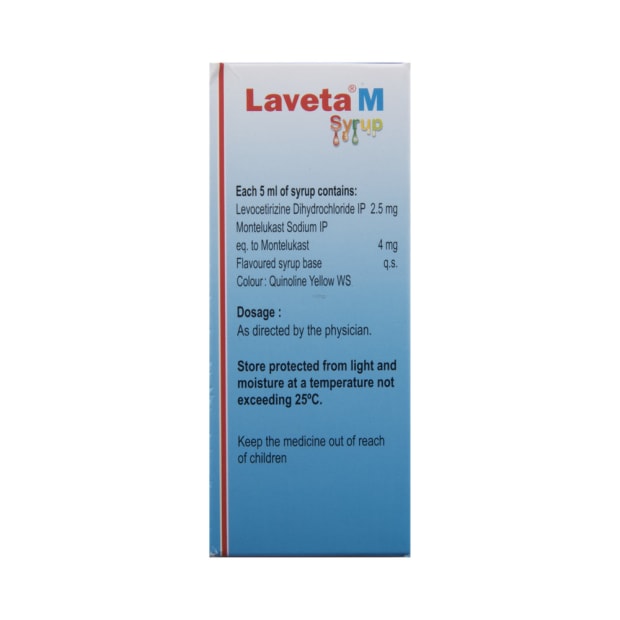 Laveta® M
Syrup
Each 5 ml of syrup contains:
Levocetirizine Dihydrochloride IP 2.5 mg
Montelukast Sodium IP
eq. to Montelukast 4 mg
Flavoured syrup base q.s.
Colour : Quinoline Yellow WS
Dosage :
As directed by the physician.
Store protected from light and
moisture at a temperature not
exceeding 25ºC.
Keep the medicine out of reach
of children